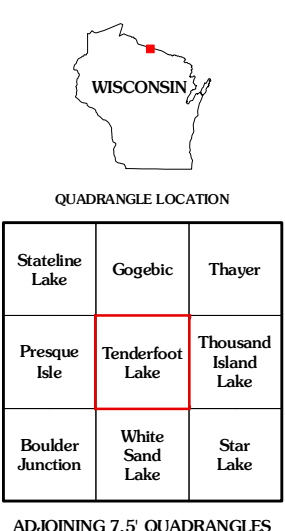 WISCONSIN
QUADRANGLE LOCATION
Stateline
Lake
Gogebic
Thayer
Presque
Isle
Tenderfoot
Lake
Thousand
Island
Lake
Boulder
Junction
White
Sand
Lake
Star
Lake
ADJOINING 7.5' QUADRANGLES